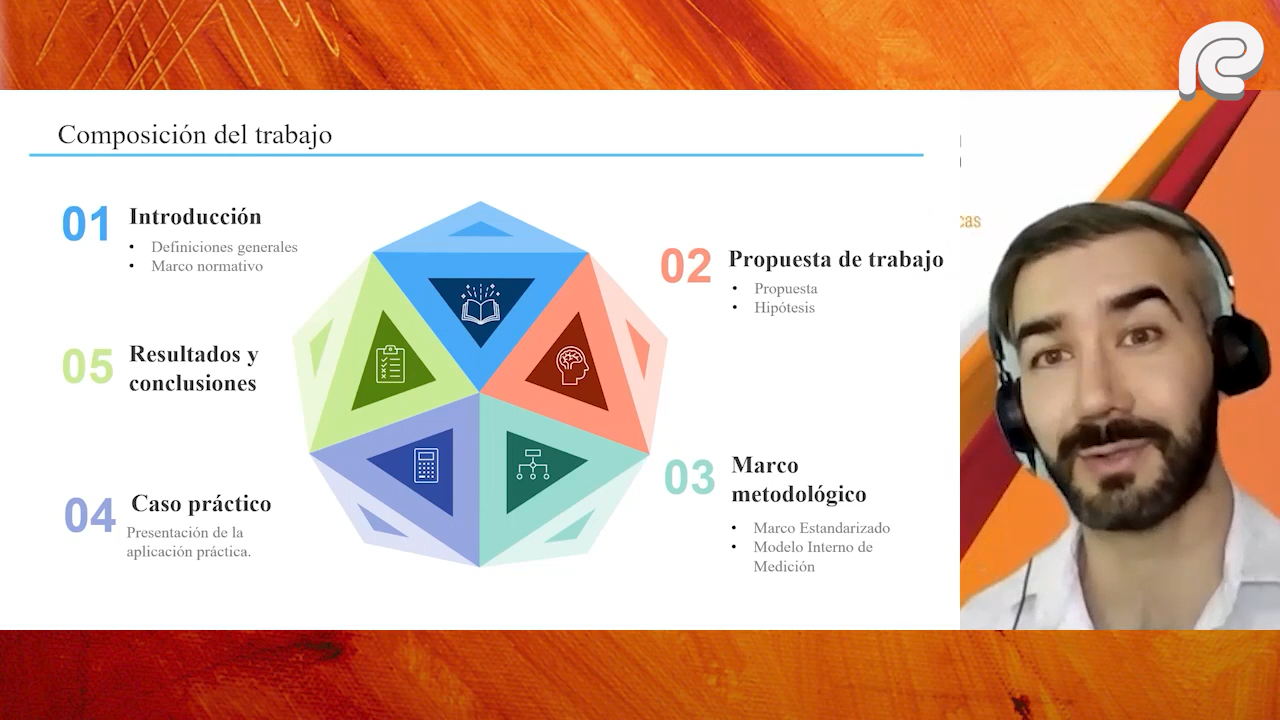 Composición del trabajo
01 Introducción
• Definiciones generales
• Marco normativo
02 Propuesta de trabajo
• Propuesta
• Hipótesis
03 Marco
metodológico
• Marco Estandarizado
• Modelo Interno de
Medición
04 Caso práctico
Presentación de la
aplicación práctica.
05 Resultados y
conclusiones
cas